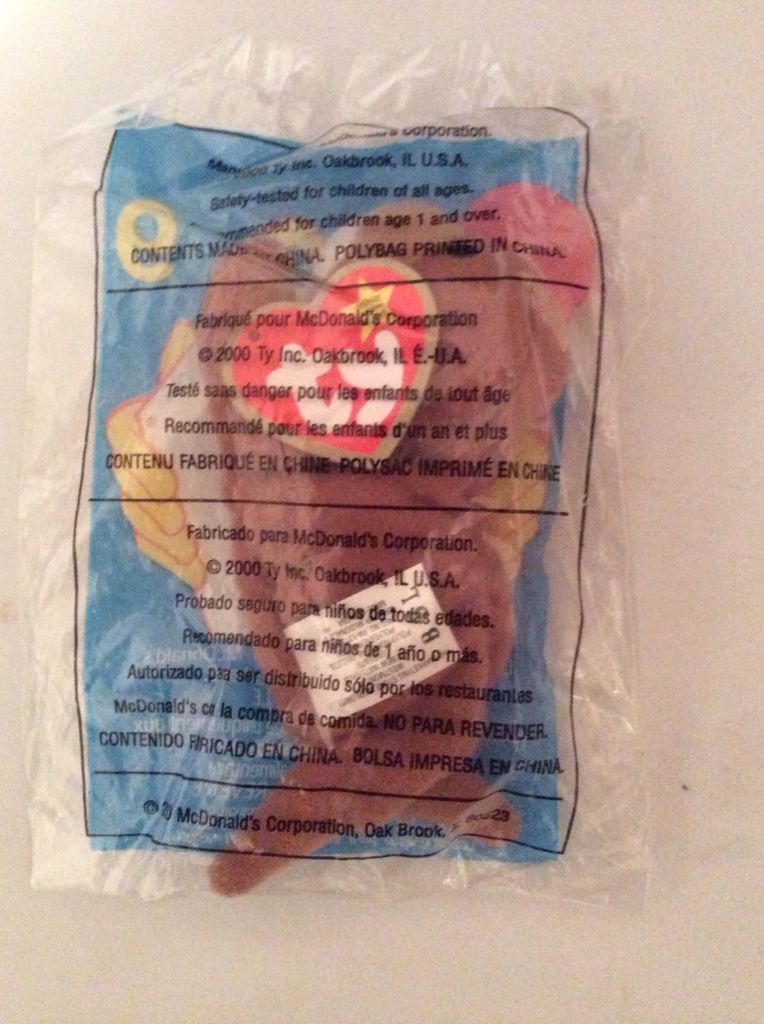 Corporation.
Ty Inc. Oakbrook, IL U.S.A.
Safety-tested for children of all ages.
for children age 1 and over.
CONTENTS MADE CHINA. POLYBAG PRINTED IN CHINA.
9
ty
Fabriqué pour McDonald's Corporation
© 2000 Ty Inc. Oakbrook, IL É.-U.A.
Testé sans danger pour les enfants de tout âge
Recommandé pour les enfants d'un an et plus
CONTENU FABRIQUÉ EN CHINE POLYSAC IMPRIMÉ EN CHINE
Fabricado para McDonald's Corporation.
© 2000 Ty Inc. Oakbrook, IL U.S.A.
Probado seguro para niños de todas edades.
Recomendado para niños de 1 año o más.
Autorizado para ser distribuido sólo por los restaurantes
McDonald's la compra de comida. NO PARA REVENDER.
CONTENIDO EN CHINA. BOLSA IMPRESA EN CHINA.
© McDonald's Corporation, Oak Brook.